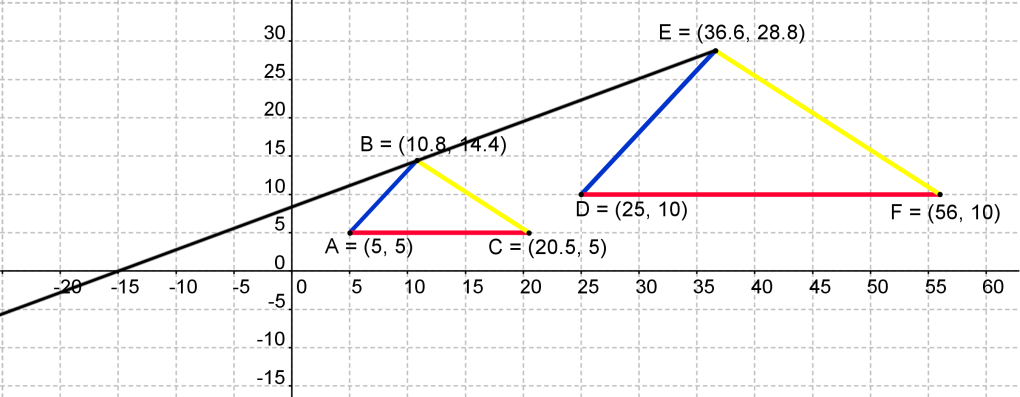 30
E = (36.6, 28.8)
25
20
15
B = (10.8, 14.4)
10
D = (25, 10)
F = (56, 10)
5
A = (5, 5)
C = (20.5, 5)
0
-20 -15 -10 -5 0 5 10 15 20 25 30 35 40 45 50 55 60
-5
-10
-15